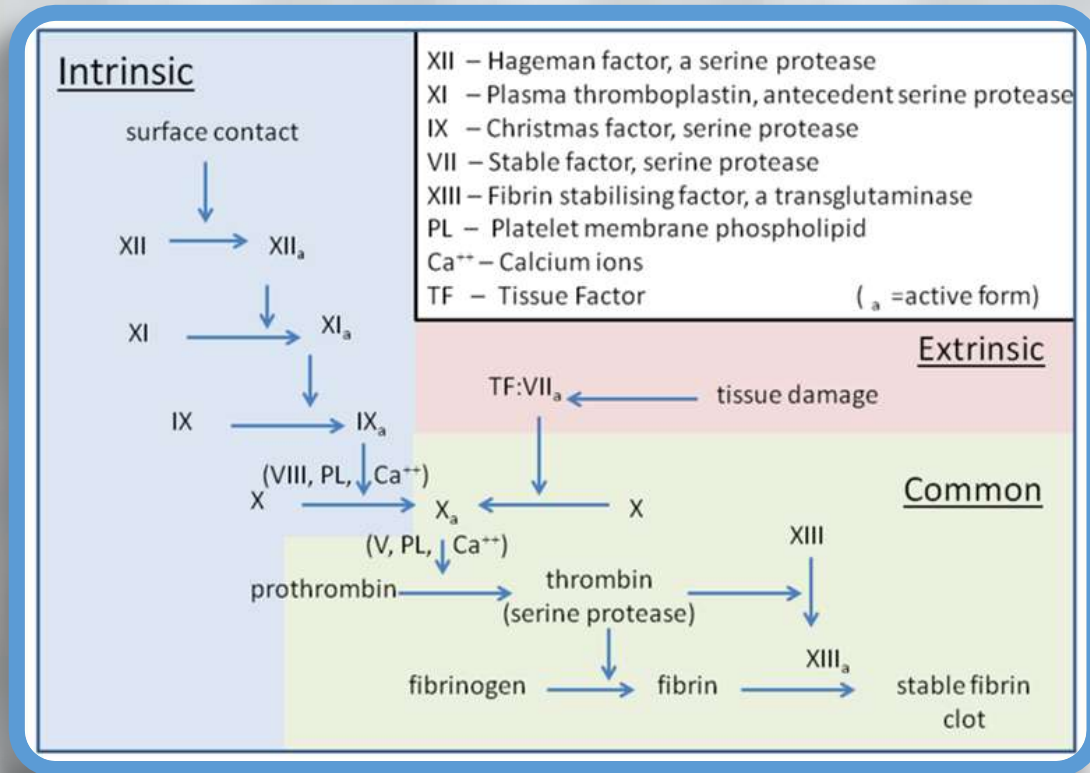 Intrinsic
surface contact
XII
XIIₐ
XI
XIₐ
IX
IXₐ
(VIII, PL, Ca⁺⁺)
X
XII – Hageman factor, a serine protease
XI – Plasma thromboplastin, antecedent serine protease
IX – Christmas factor, serine protease
VII – Stable factor, serine protease
XIII – Fibrin stabilising factor, a transglutaminase
PL – Platelet membrane phospholipid
Ca⁺⁺ – Calcium ions
TF – Tissue Factor ( ₐ =active form)
Extrinsic
TF:VIIₐ
tissue damage
Common
Xₐ
X
(V, PL, Ca⁺⁺)
XIII
prothrombin
thrombin
(serine protease)
XIIIₐ
fibrinogen
fibrin
stable fibrin
clot